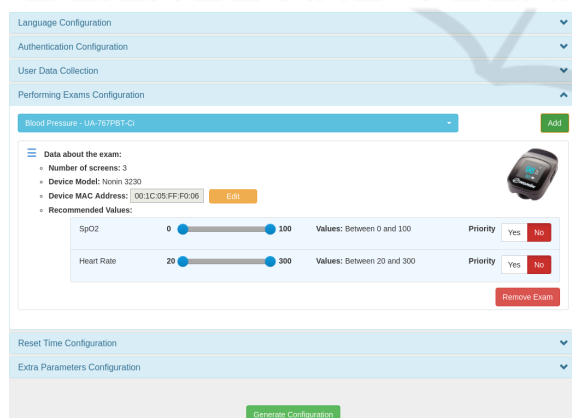 Language Configuration
Authentication Configuration
User Data Collection
Performing Exams Configuration
Blood Pressure - UA-767PBT-Ci
Add
Data about the exam:
Number of screens: 3
Device Model: Nonin 3230
Device MAC Address: 00:1C:05:FF:F0:06 Edit
Recommended Values:
SpO2 0 100 Values: Between 0 and 100 Priority Yes No
Heart Rate 20 300 Values: Between 20 and 300 Priority Yes No
Remove Exam
Reset Time Configuration
Extra Parameters Configuration
Generate Configuration